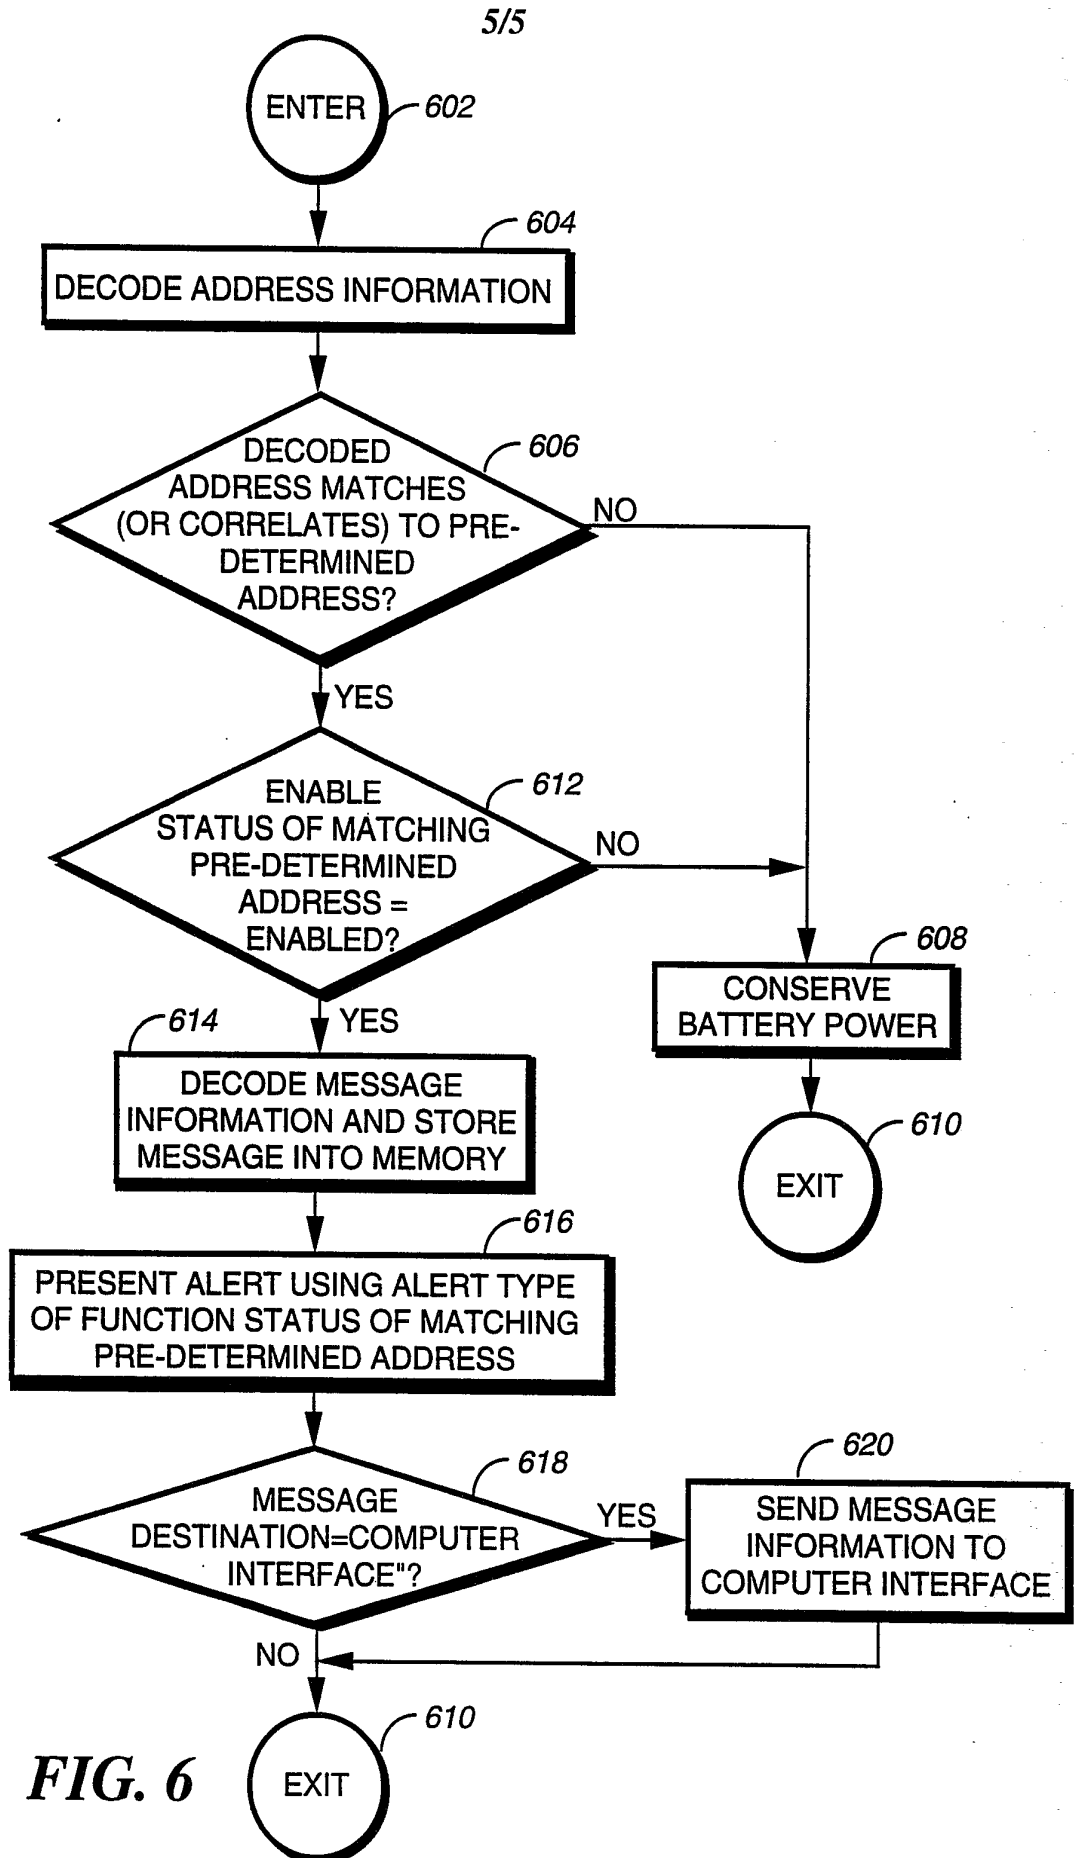 5/5
ENTER
602
604
DECODE ADDRESS INFORMATION
606
DECODED
ADDRESS MATCHES
(OR CORRELATES) TO PRE-
DETERMINED
ADDRESS?
NO
YES
612
ENABLE
STATUS OF MATCHING
PRE-DETERMINED
ADDRESS =
ENABLED?
NO
YES
608
CONSERVE
BATTERY POWER
610
EXIT
614
DECODE MESSAGE
INFORMATION AND STORE
MESSAGE INTO MEMORY
616
PRESENT ALERT USING ALERT TYPE
OF FUNCTION STATUS OF MATCHING
PRE-DETERMINED ADDRESS
618
MESSAGE
DESTINATION=COMPUTER
INTERFACE"?
YES
620
SEND MESSAGE
INFORMATION TO
COMPUTER INTERFACE
NO
610
EXIT
FIG. 6